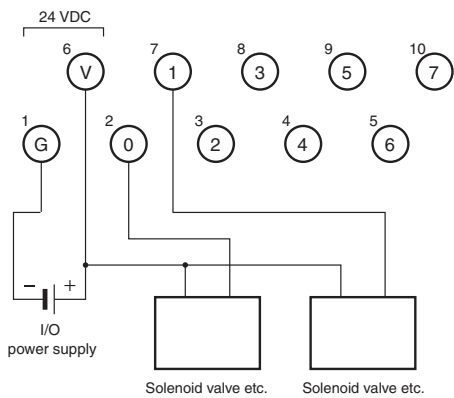 24 VDC
6 7 8 9 10
V 1 3 5 7
1 2 3 4 5
G 0 2 4 6
− +
I/O
power supply
Solenoid valve etc. Solenoid valve etc.